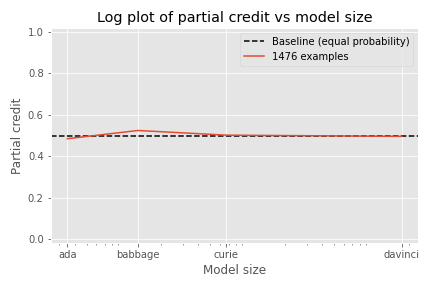 Log plot of partial credit vs model size
Baseline (equal probability)
1476 examples
Partial credit
1.0
0.8
0.6
0.4
0.2
0.0
ada babbage curie davinci
Model size